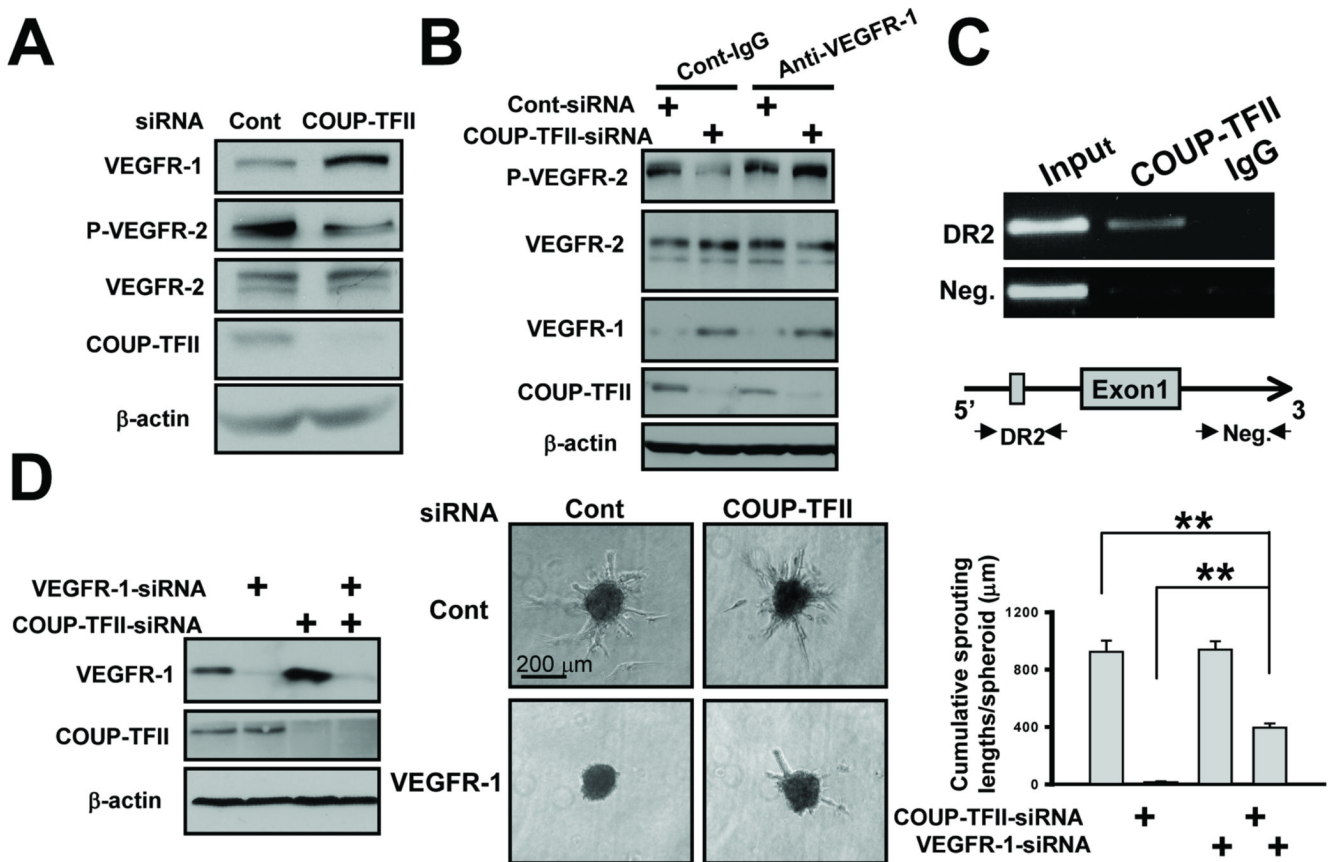 A
siRNA Cont COUP-TFII
VEGFR-1
P-VEGFR-2
VEGFR-2
COUP-TFII
β-actin
B
Cont-IgG Anti-VEGFR-1
Cont-siRNA + +
COUP-TFII-siRNA + +
P-VEGFR-2
VEGFR-2
VEGFR-1
COUP-TFII
β-actin
C
Input COUP-TFII IgG
DR2
Neg.
Exon1
5’ 3
DR2 Neg.
D
VEGFR-1-siRNA + +
COUP-TFII-siRNA + +
VEGFR-1
COUP-TFII
β-actin
siRNA Cont COUP-TFII
Cont
200 μm
VEGFR-1
**
**
Cumulative sprouting
lengths/spheroid (μm)
1200
800
400
0
COUP-TFII-siRNA + +
VEGFR-1-siRNA + +